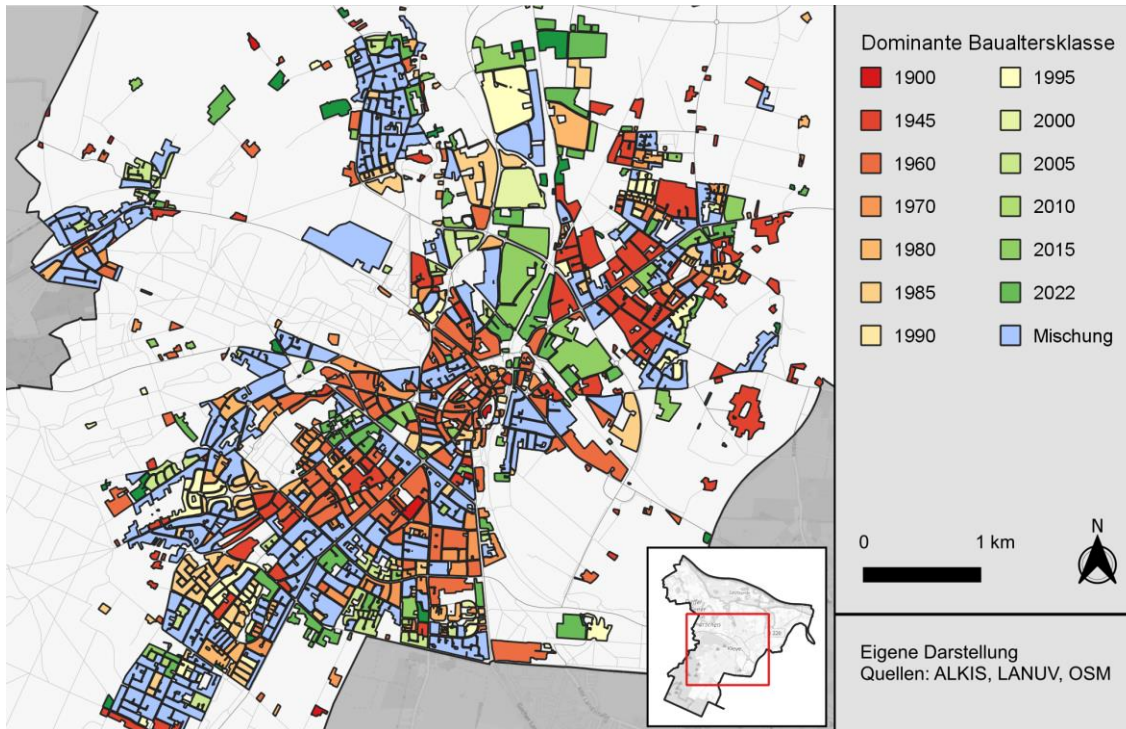 Dominante Baualtersklasse
1900
1945
1960
1970
1980
1985
1990
1995
2000
2005
2010
2015
2022
Mischung
0 1 km
N
Eigene Darstellung
Quellen: ALKIS, LANUV, OSM